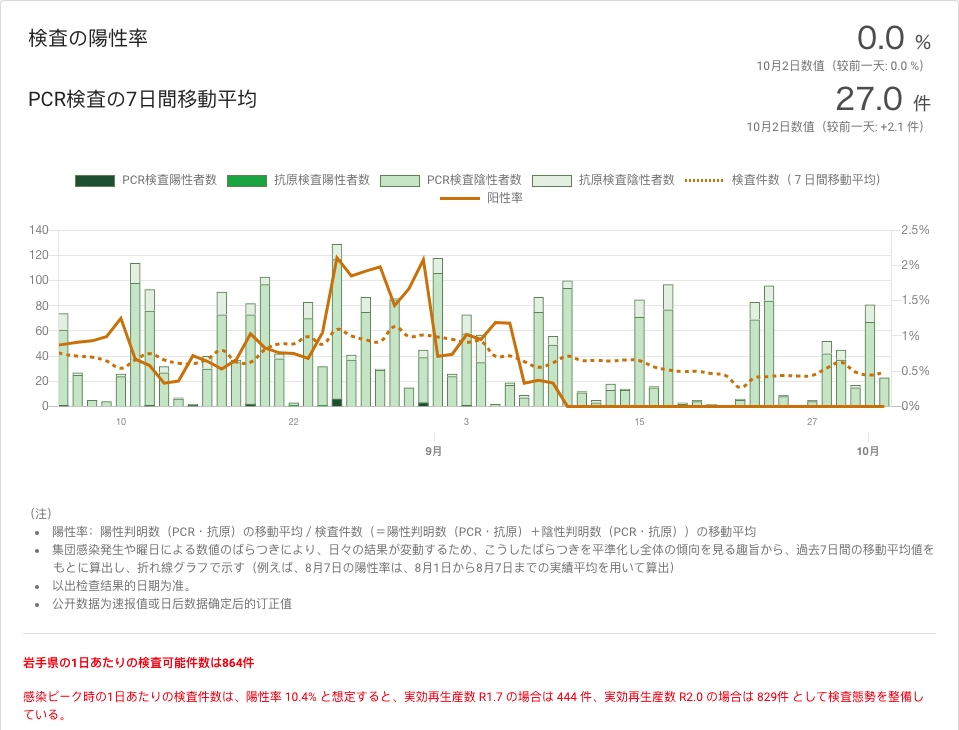 検査の陽性率
0.0 %
10月2日数值（较前一天: 0.0 %）
PCR検査の7日間移動平均
27.0 件
10月2日数值（较前一天: +2.1 件）
PCR検査陽性者数 抗原検査陽性者数 PCR検査陰性者数 抗原検査陰性者数 検査件数（７日間移動平均）
阳性率
140 2.5%
120 2%
100
80 1.5%
60 1%
40 0.5%
20
0 0%
10 22 3 15 27
9月 10月
（注）
• 陽性率：陽性判明数（PCR・抗原）の移動平均 / 検査件数（＝陽性判明数（PCR・抗原）＋陰性判明数（PCR・抗原））の移動平均
• 集団感染発生や曜日による数値のばらつきにより、日々の結果が変動するため、こうしたばらつきを平準化し全体の傾向を見る趣旨から、過去7日間の移動平均値を
もとに算出し、折れ線グラフで示す（例えば、8月7日の陽性率は、8月1日から8月7日までの実績平均を用いて算出）
• 以出检查结果的日期为准。
• 公开数据为速报值或日后数据确定后的订正值
岩手県の1日あたりの検査可能件数は864件
感染ピーク時の1日あたりの検査件数は、陽性率 10.4% と想定すると、実効再生産数 R1.7 の場合は 444 件、実効再生産数 R2.0 の場合は 829件 として検査態勢を整備し
ている。